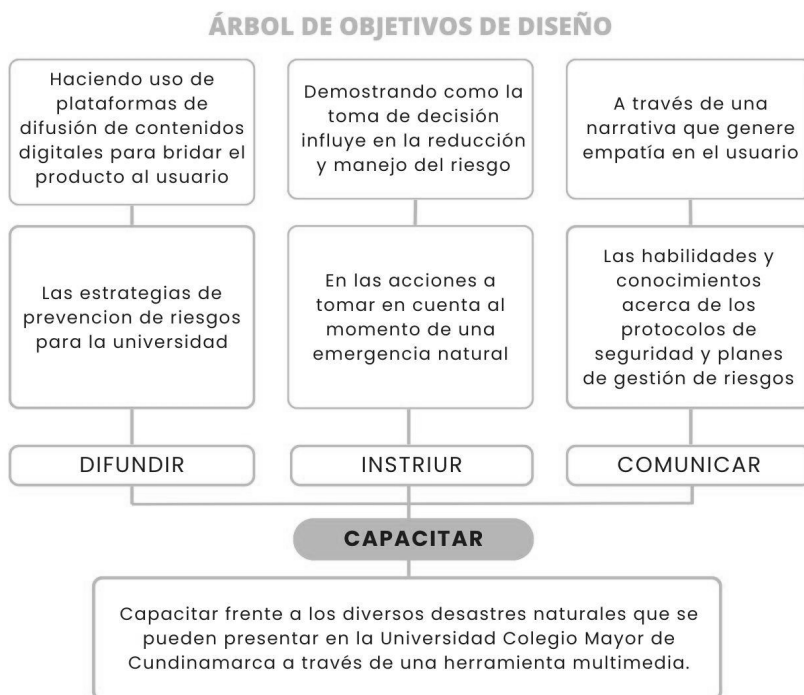 ÁRBOL DE OBJETIVOS DE DISEÑO
Haciendo uso de
plataformas de
difusión de contenidos
digitales para bridar el
producto al usuario
Demostrando como la
toma de decisión
influye en la reducción
y manejo del riesgo
A través de una
narrativa que genere
empatía en el usuario
Las estrategias de
prevencion de riesgos
para la universidad
En las acciones a
tomar en cuenta al
momento de una
emergencia natural
Las habilidades y
conocimientos
acerca de los
protocolos de
seguridad y planes
de gestión de riesgos
DIFUNDIR
INSTRIUR
COMUNICAR
CAPACITAR
Capacitar frente a los diversos desastres naturales que se
pueden presentar en la Universidad Colegio Mayor de
Cundinamarca a través de una herramienta multimedia.